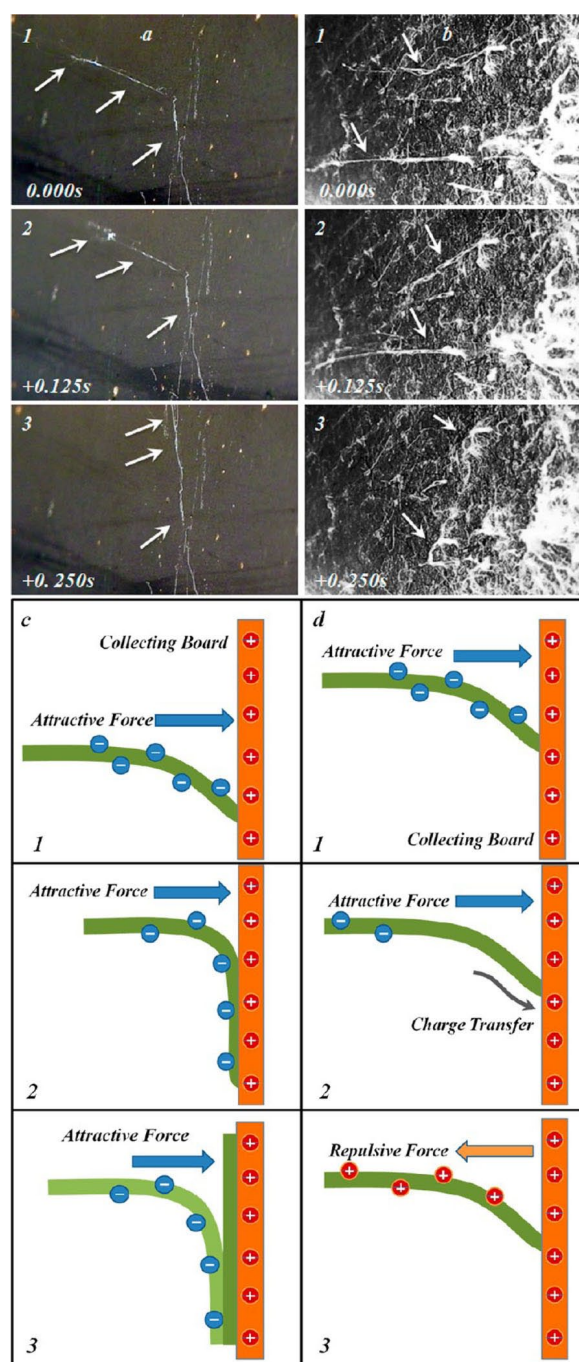 1 a
0.000s
1 b
0.000s
2
+0.125s
2
+0.125s
3
+0. 250s
3
+0. 250s
c
Collecting Board
Attractive Force
1
d
Attractive Force
Collecting Board
1
Attractive Force
2
Attractive Force
Charge Transfer
2
Attractive Force
3
Repulsive Force
3